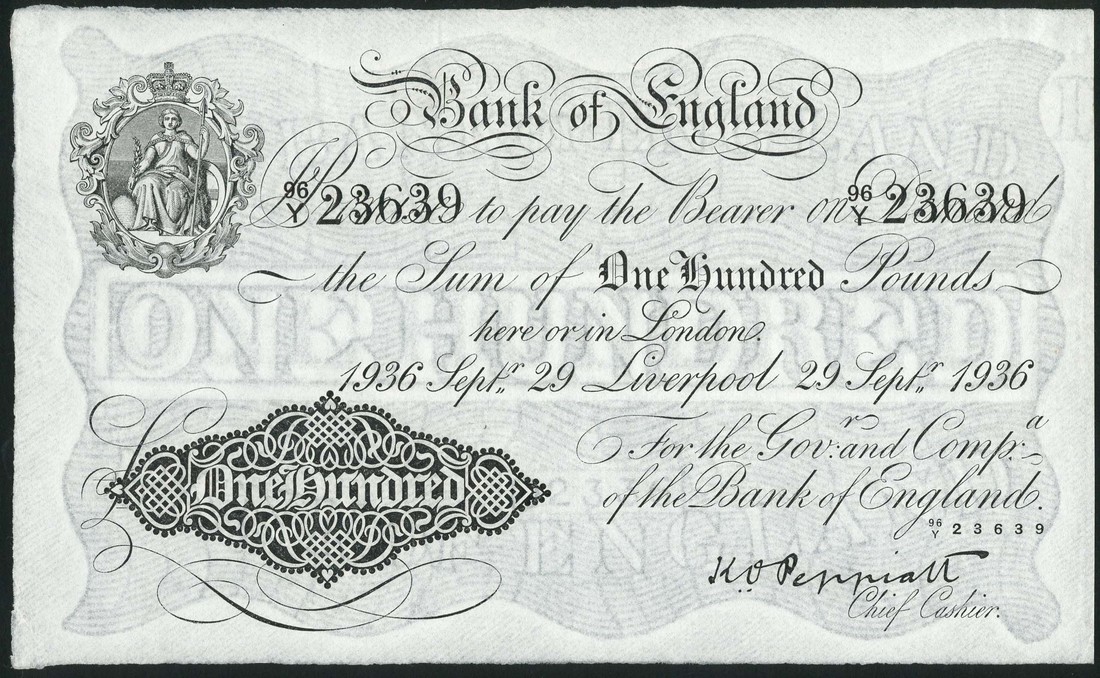 Bank of England
96/Y 23639 to pay the Bearer on 96/Y 23639
the Sum of One Hundred Pounds
here or in London.
1936 Septr. 29 Liverpool 29 Septr. 1936
For the Govr: and Compa:
of the Bank of England.
One Hundred
96/Y 23639
K.O. Peppiatt
Chief Cashier.
ONE HUNDRED